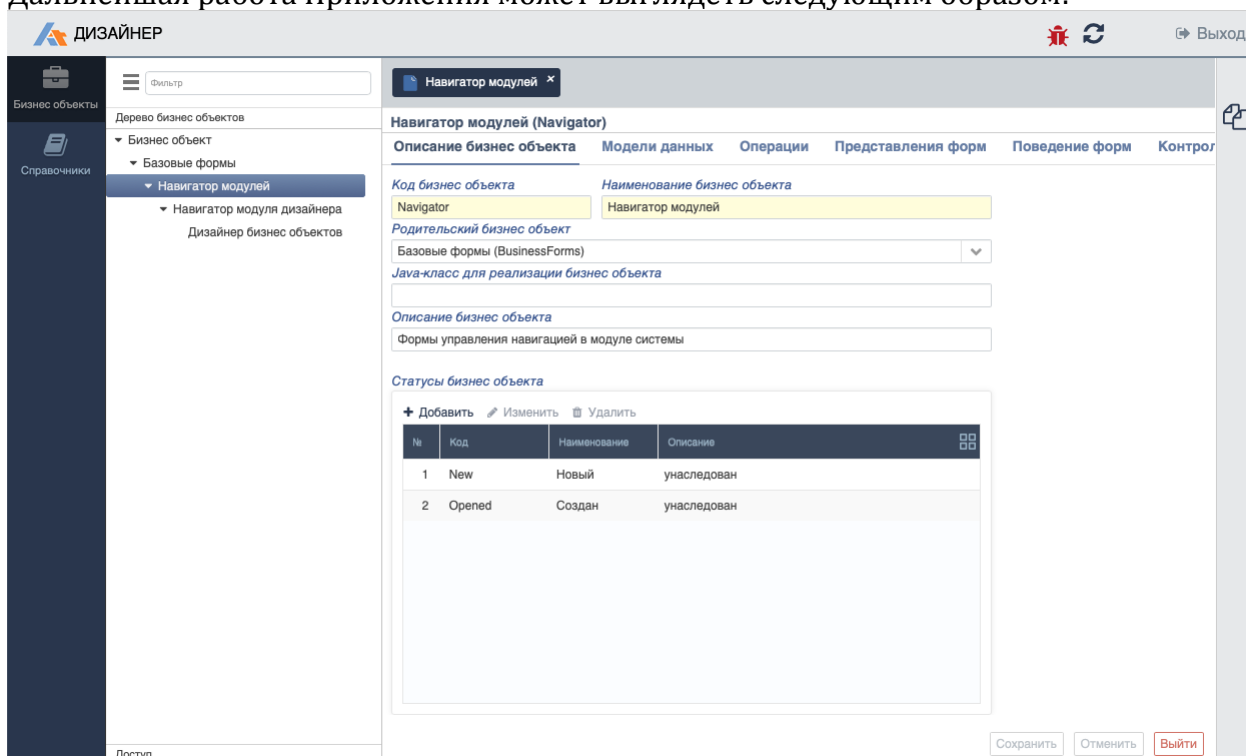 Дальнейшая работа Приложения может выглядеть следующим образом:
ДИЗАЙНЕР
Выход
Бизнес объекты
Справочники
Фильтр
Дерево бизнес объектов
Бизнес объект
Базовые формы
Навигатор модулей
Навигатор модуля дизайнера
Дизайнер бизнес объектов
Доступ
Навигатор модулей ×
Навигатор модулей (Navigator)
Описание бизнес объекта Модели данных Операции Представления форм Поведение форм Контрол
Код бизнес объекта Наименование бизнес объекта
Navigator Навигатор модулей
Родительский бизнес объект
Базовые формы (BusinessForms)
Java-класс для реализации бизнес объекта
Описание бизнес объекта
Формы управления навигацией в модуле системы
Статусы бизнес объекта
+ Добавить Изменить Удалить
№ Код Наименование Описание
1 New Новый унаследован
2 Opened Создан унаследован
Сохранить Отменить Выйти